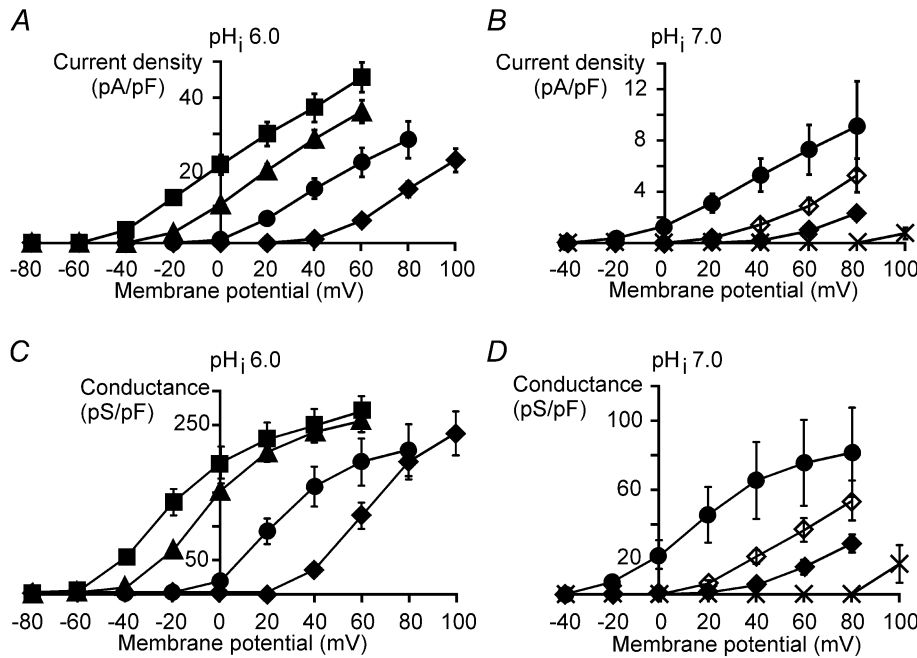 A
pHi 6.0
Current density
(pA/pF)
40
20
-80 -60 -40 -20 0 20 40 60 80 100
Membrane potential (mV)
B
pHi 7.0
Current density
(pA/pF)
12
8
4
-40 -20 0 20 40 60 80 100
Membrane potential (mV)
C
pHi 6.0
Conductance
(pS/pF)
250
50
-80 -60 -40 -20 0 20 40 60 80 100
Membrane potential (mV)
D
pHi 7.0
Conductance
(pS/pF)
100
60
20
-40 -20 0 20 40 60 80 100
Membrane potential (mV)